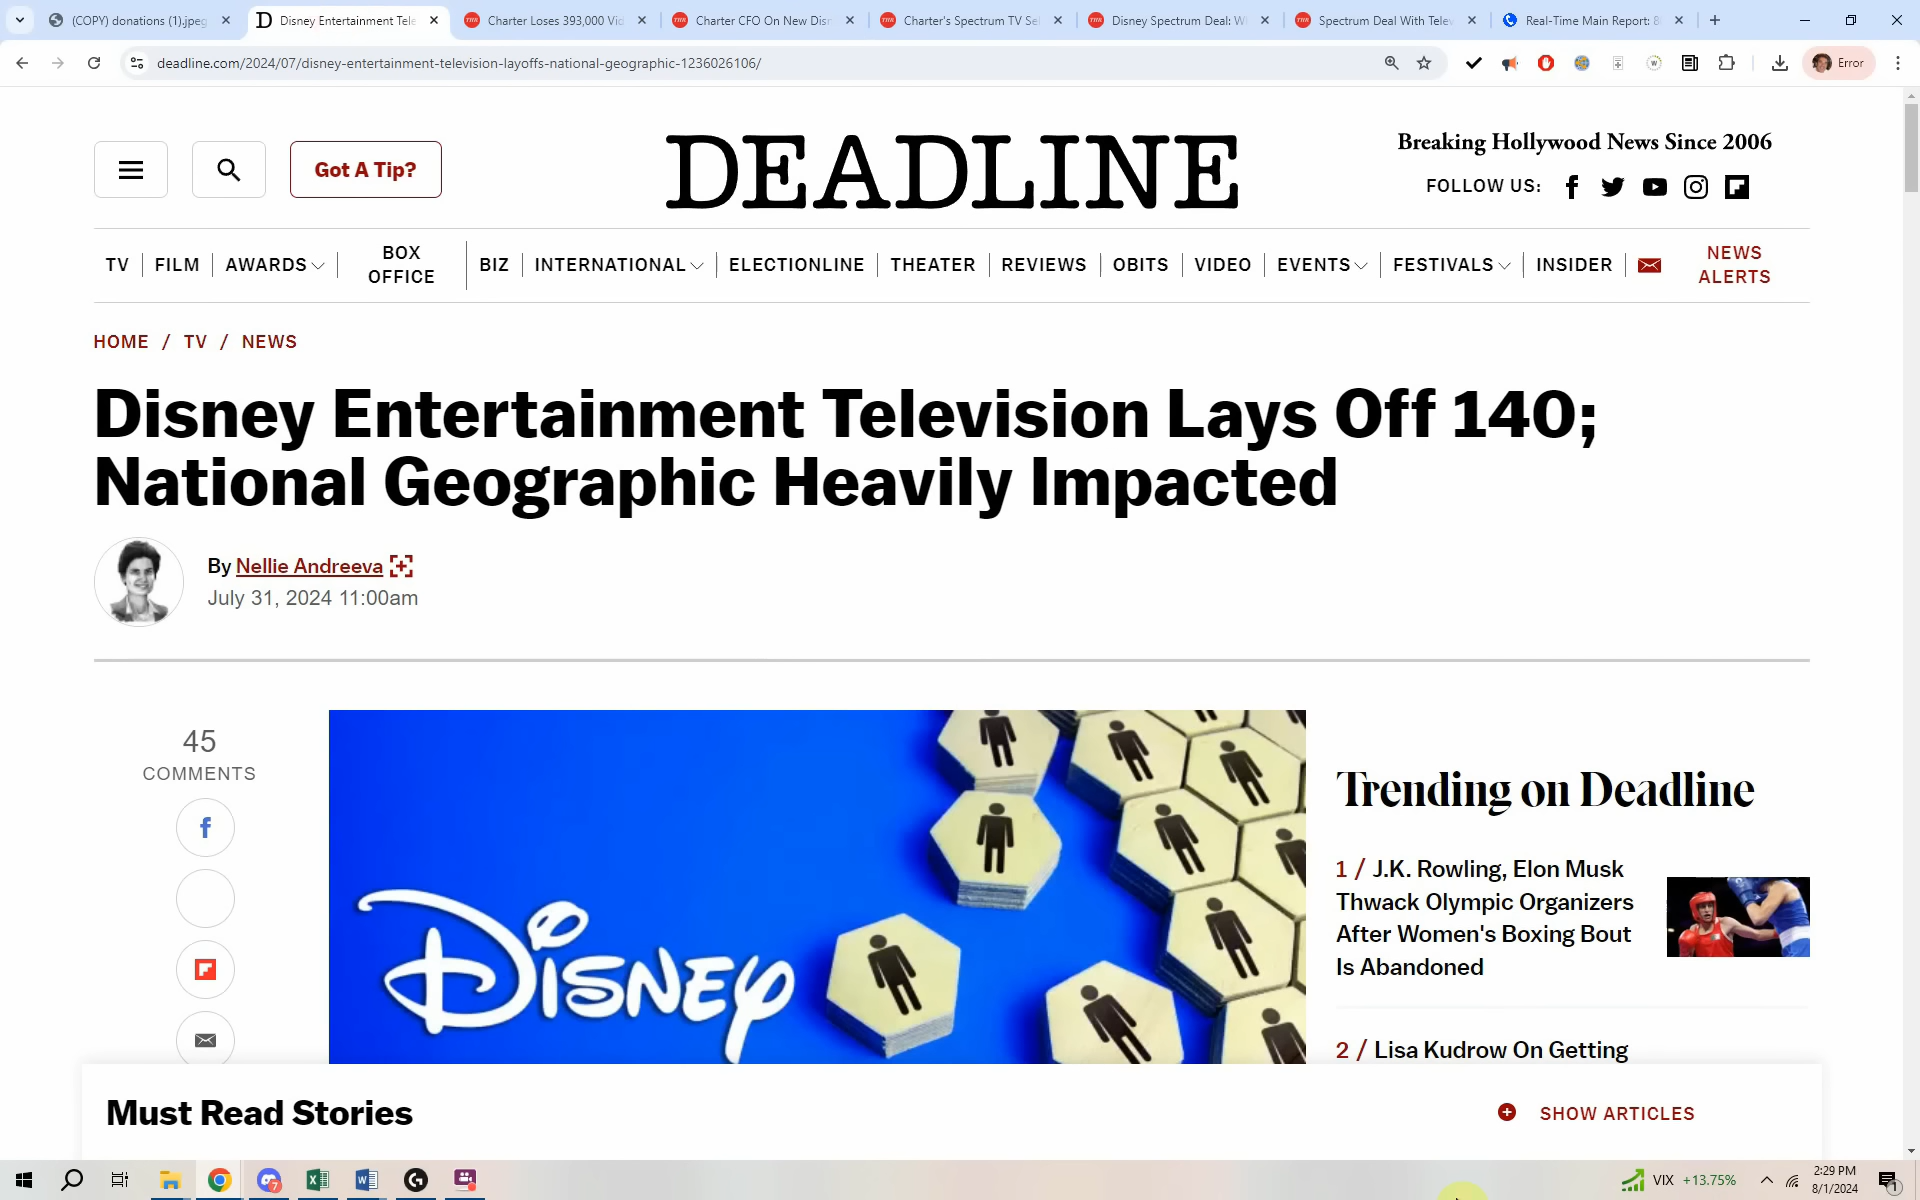 (COPY) donations (1).jpeg
Disney Entertainment Tele
Charter Loses 393,000 Vid
Charter CFO On New Disn
Charter's Spectrum TV Sel
Disney Spectrum Deal: W
Spectrum Deal With Telev
Real-Time Main Report: 8
deadline.com/2024/07/disney-entertainment-television-layoffs-national-geographic-1236026106/
Error
Got A Tip?
DEADLINE
Breaking Hollywood News Since 2006
FOLLOW US:
TV
FILM
AWARDS
BOX OFFICE
BIZ
INTERNATIONAL
ELECTIONLINE
THEATER
REVIEWS
OBITS
VIDEO
EVENTS
FESTIVALS
INSIDER
NEWS ALERTS
HOME / TV / NEWS
Disney Entertainment Television Lays Off 140;
National Geographic Heavily Impacted
By Nellie Andreeva
July 31, 2024 11:00am
45
COMMENTS
Disney
Trending on Deadline
1 / J.K. Rowling, Elon Musk
Thwack Olympic Organizers
After Women's Boxing Bout
Is Abandoned
2 / Lisa Kudrow On Getting
Must Read Stories
SHOW ARTICLES
VIX +13.75%
2:29 PM
8/1/2024